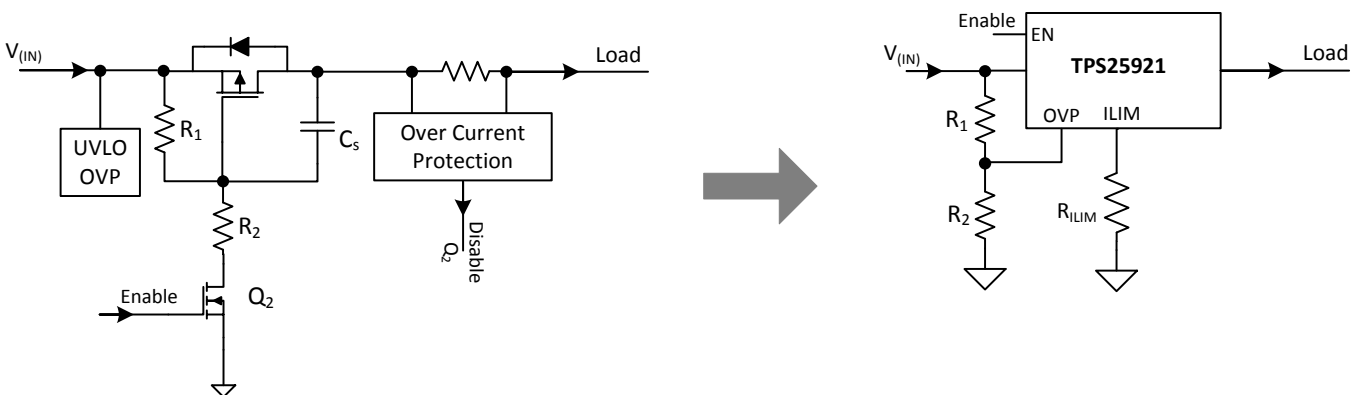 V(IN)
UVLO
OVP
R1
Cs
Over Current
Protection
Load
R2
Disable
Q2
Enable
Q2
Enable
EN
V(IN)
TPS25921
Load
R1
OVP
ILIM
R2
RILIM